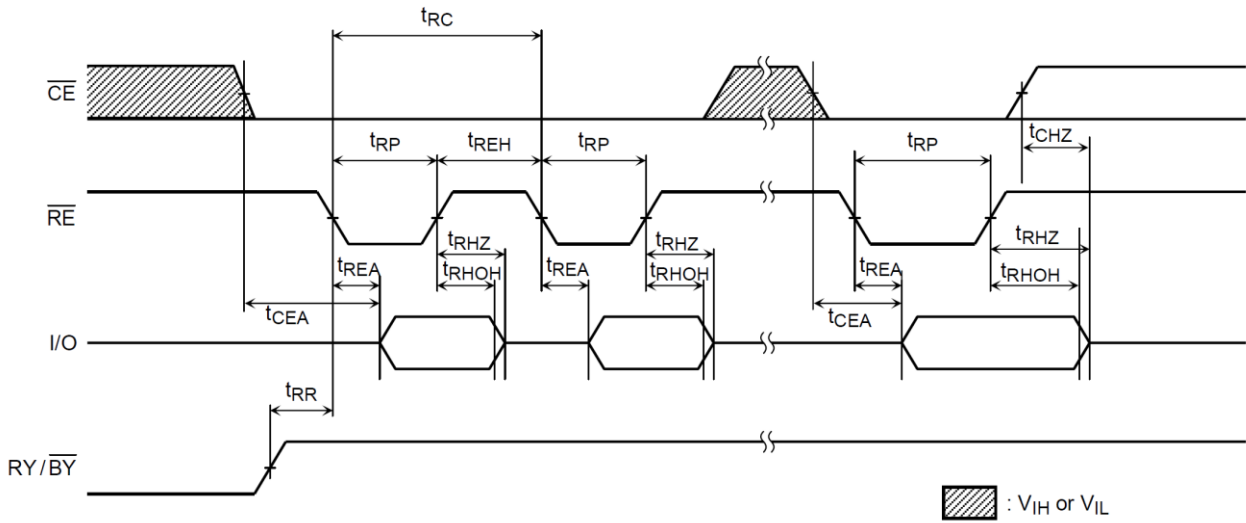 tRC
CE
tRP tREH tRP tRP tCHZ
RE
tREA tRHZ tREA tRHZ tREA tRHZ
tRHOH tRHOH tRHOH
tCEA tCEA
I/O
tRR
RY/BY
: VIH or VIL